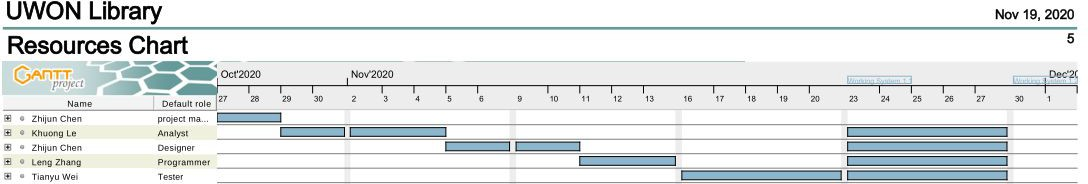 UWON Library
Nov 19, 2020
Resources Chart
5
GANTT project
Oct'2020 Nov'2020
Working System 1.1
Name Default role
27 28 29 30 2 3 4 5 6 9 10 11 12 13 16 17 18 19 20 23 24 25 26 27 30 1
Zhijun Chen project ma...
Khuong Le Analyst
Zhijun Chen Designer
Leng Zhang Programmer
Tianyu Wei Tester